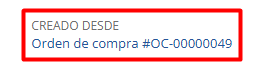 CREADO DESDE
Orden de compra #OC-00000049